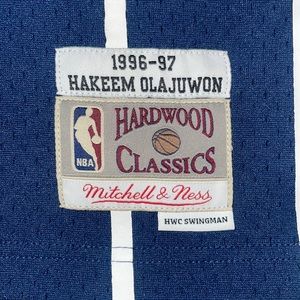 1996-97
HAKEEM OLAJUWON
NBA
HARDWOOD
CLASSICS
Mitchell & Ness
HWC SWINGMAN